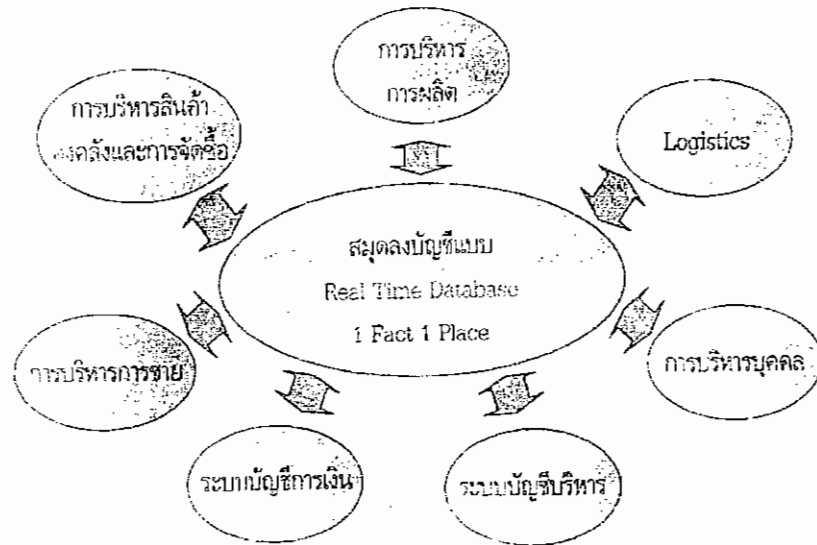 การบริหาร
การผลิต
การบริหารสินค้า
คงคลังและการจัดซื้อ
Logistics
สมุดลงบัญชีแบบ
Real Time Database
1 Fact 1 Place
การบริหารการขาย
การบริหารบุคคล
ระบบบัญชีการเงิน
ระบบบัญชีบริหาร